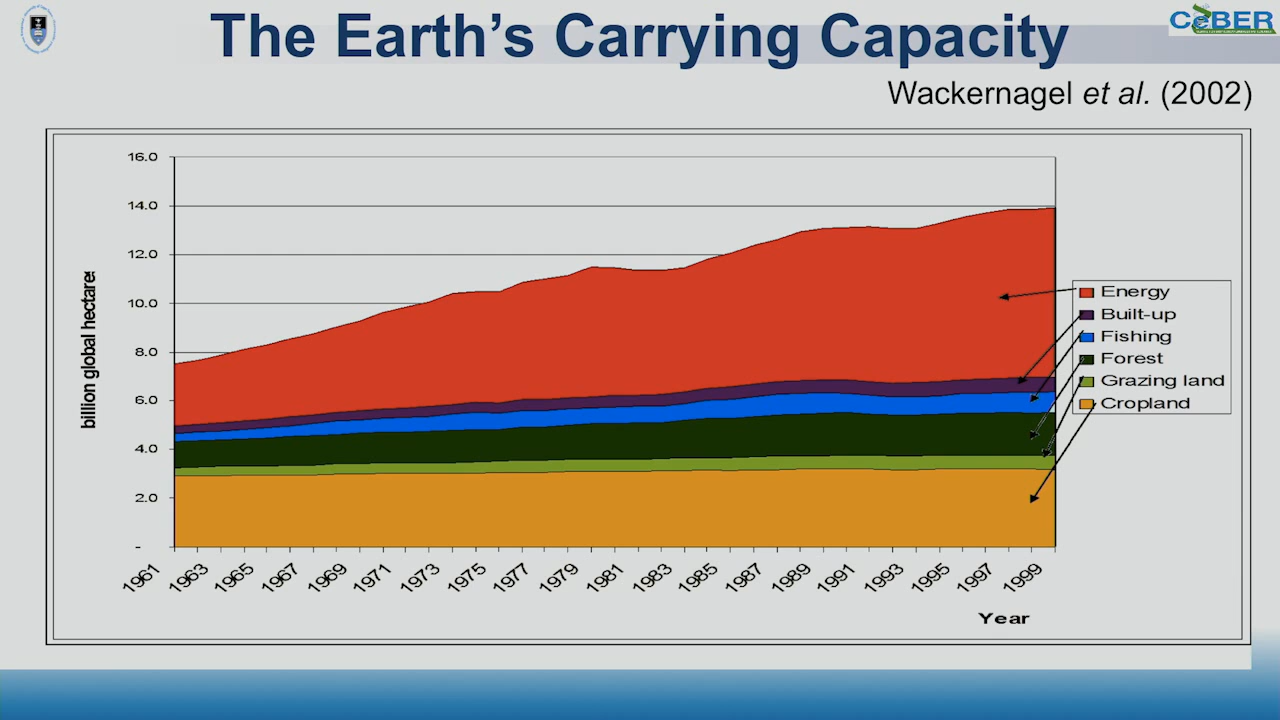 The Earth's Carrying Capacity
CeBER
Wackernagel et al. (2002)
16.0
14.0
12.0
10.0
8.0
6.0
4.0
2.0
-
billion global hectares
Energy
Built-up
Fishing
Forest
Grazing land
Cropland
1961 1963 1965 1967 1969 1971 1973 1975 1977 1979 1981 1983 1985 1987 1989 1991 1993 1995 1997 1999
Year